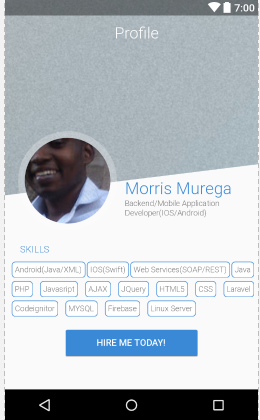 7:00
Profile
Morris Murega
Backend/Mobile Application
Developer(IOS/Android)
SKILLS
Android(Java/XML) IOS(Swift) Web Services(SOAP/REST) Java
PHP Javasript AJAX JQuery HTML5 CSS Laravel
Codeignitor MYSQL Firebase Linux Server
HIRE ME TODAY!